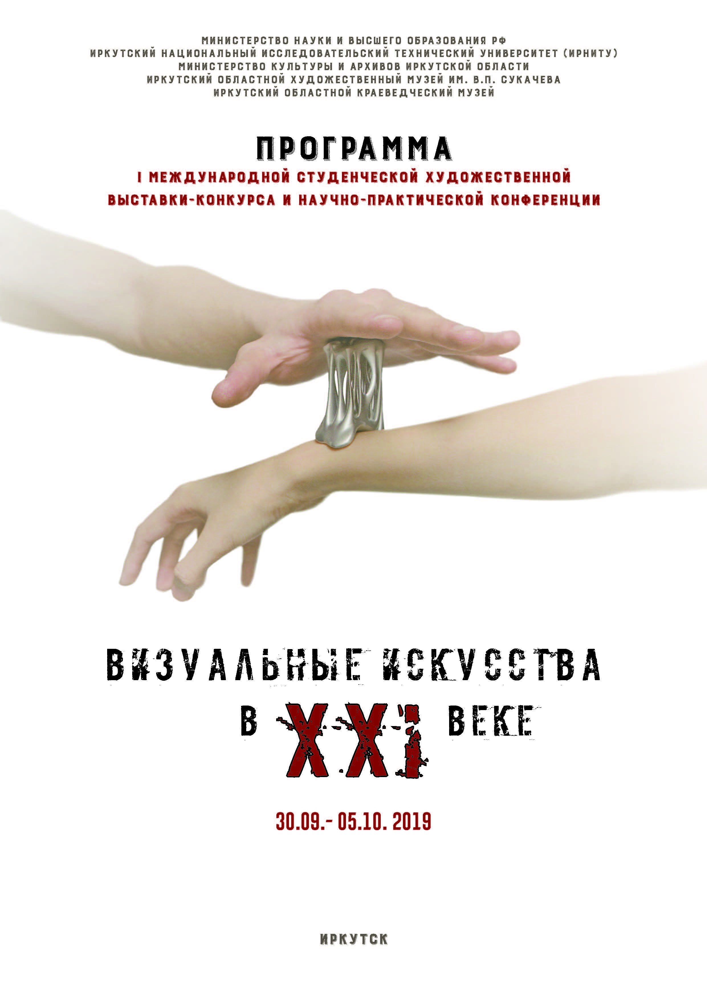 МИНИСТЕРСТВО НАУКИ И ВЫСШЕГО ОБРАЗОВАНИЯ РФ
ИРКУТСКИЙ НАЦИОНАЛЬНЫЙ ИССЛЕДОВАТЕЛЬСКИЙ ТЕХНИЧЕСКИЙ УНИВЕРСИТЕТ (ИРНИТУ)
МИНИСТЕРСТВО КУЛЬТУРЫ И АРХИВОВ ИРКУТСКОЙ ОБЛАСТИ
ИРКУТСКИЙ ОБЛАСТНОЙ ХУДОЖЕСТВЕННЫЙ МУЗЕЙ ИМ. В.П. СУКАЧЕВА
ИРКУТСКИЙ ОБЛАСТНОЙ КРАЕВЕДЧЕСКИЙ МУЗЕЙ
ПРОГРАММА
I МЕЖДУНАРОДНОЙ СТУДЕНЧЕСКОЙ ХУДОЖЕСТВЕННОЙ
ВЫСТАВКИ-КОНКУРСА И НАУЧНО-ПРАКТИЧЕСКОЙ КОНФЕРЕНЦИИ
ВИЗУАЛЬНЫЕ ИСКУССТВА
В XXI ВЕКЕ
30.09.- 05.10. 2019
ИРКУТСК